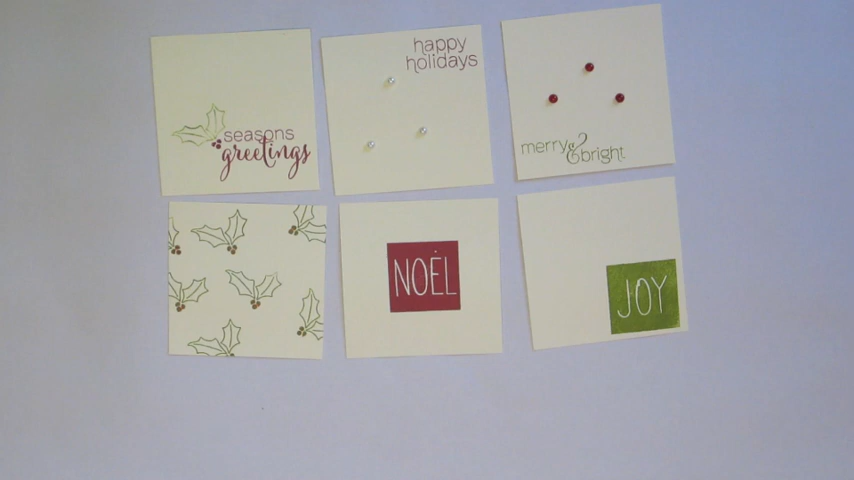 seasons
greetings
happy
holidays
merry & bright
NOËL
JOY